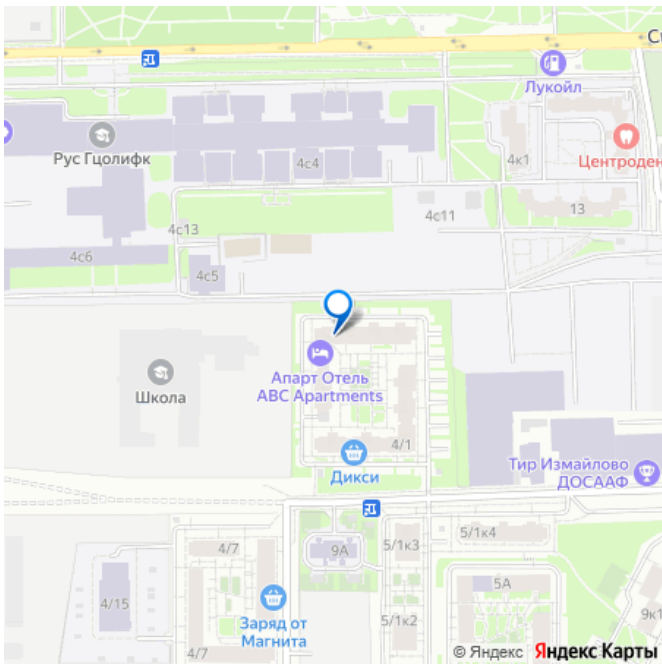 С
Лукойл
Рус Гцолифк
4с4
4к1
Центроден
13
4с11
4с13
4с6
4с5
Школа
Апарт Отель
ABC Apartments
4/1
Дикси
Тир Измайлово
ДОСААФ
4/7
9А
5/1к3
5/1к4
5А
4/15
Заряд от
Магнита
5/1к2
9к1
4/7
© Яндекс Яндекс Карты